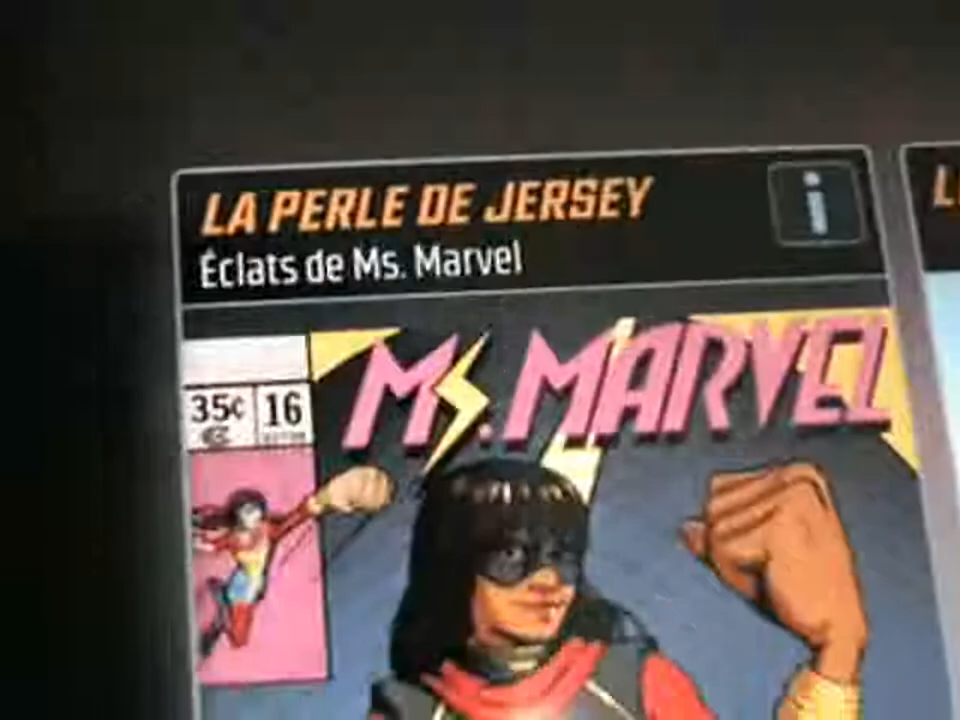 LA PERLE DE JERSEY
Éclats de Ms. Marvel
i
Ms. MARVEL
35¢ 16